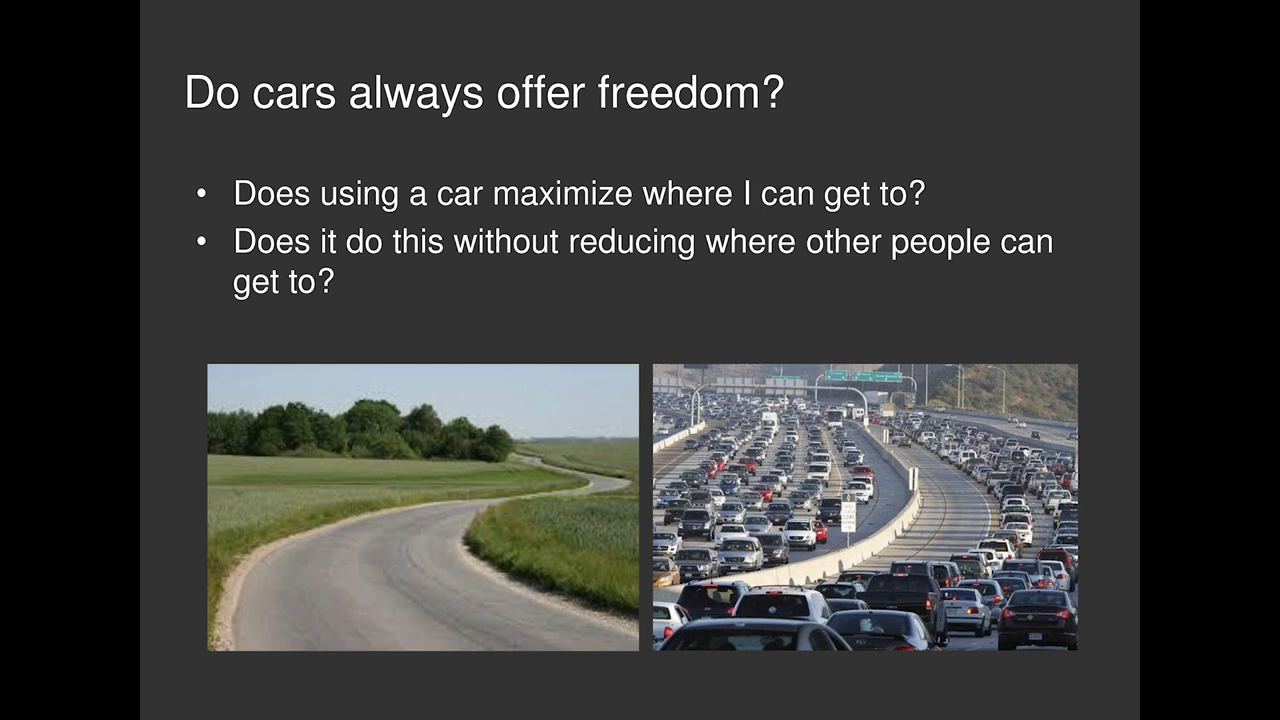 Do cars always offer freedom?
• Does using a car maximize where I can get to?
• Does it do this without reducing where other people can
get to?